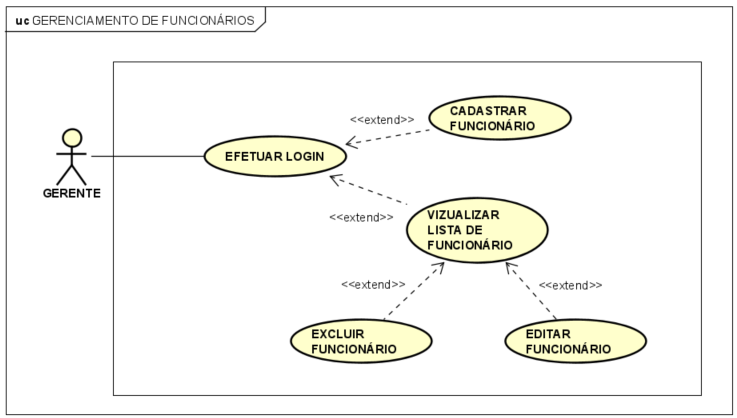 uc GERENCIAMENTO DE FUNCIONÁRIOS
CADASTRAR
FUNCIONÁRIO
<<extend>>
EFETUAR LOGIN
GERENTE
<<extend>>
VIZUALIZAR
LISTA DE
FUNCIONÁRIO
<<extend>>
<<extend>>
EXCLUIR
FUNCIONÁRIO
EDITAR
FUNCIONÁRIO